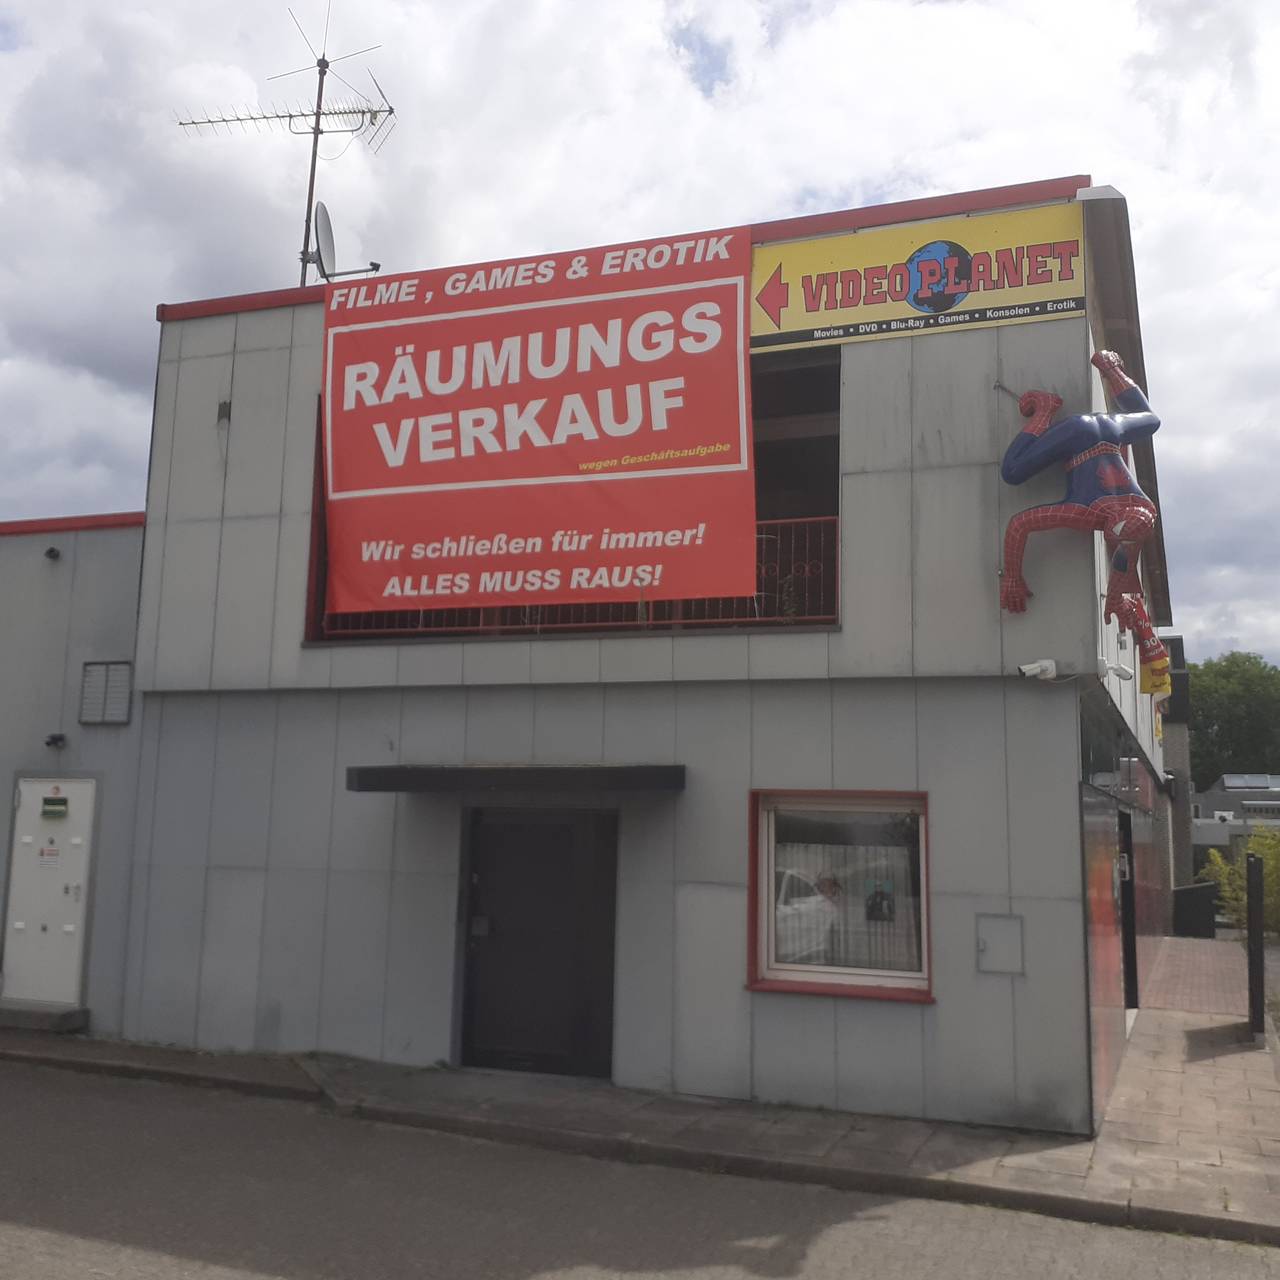 FILME , GAMES & EROTIK
RÄUMUNGS
VERKAUF
wegen Geschäftsaufgabe
Wir schließen für immer!
ALLES MUSS RAUS!
VIDEO PLANET
Movies • DVD • Blu-Ray • Games • Konsolen • Erotik